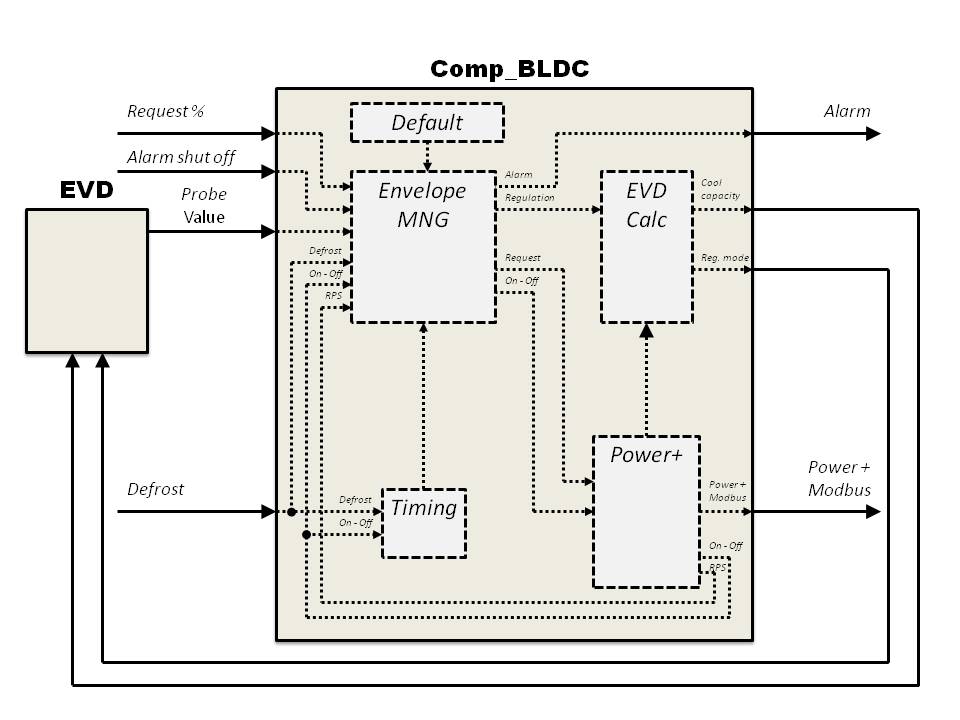 Comp_BLDC
Request %
Default
Alarm
Alarm shut off
EVD
Probe
Value
Envelope
MNG
Alarm
Regulation
EVD
Calc
Cool
capacity
Defrost
On - Off
RPS
Request
On - Off
Reg. mode
Defrost
Defrost
On - Off
Timing
Power+
Power +
Modbus
On - Off
RPS
Power +
Modbus